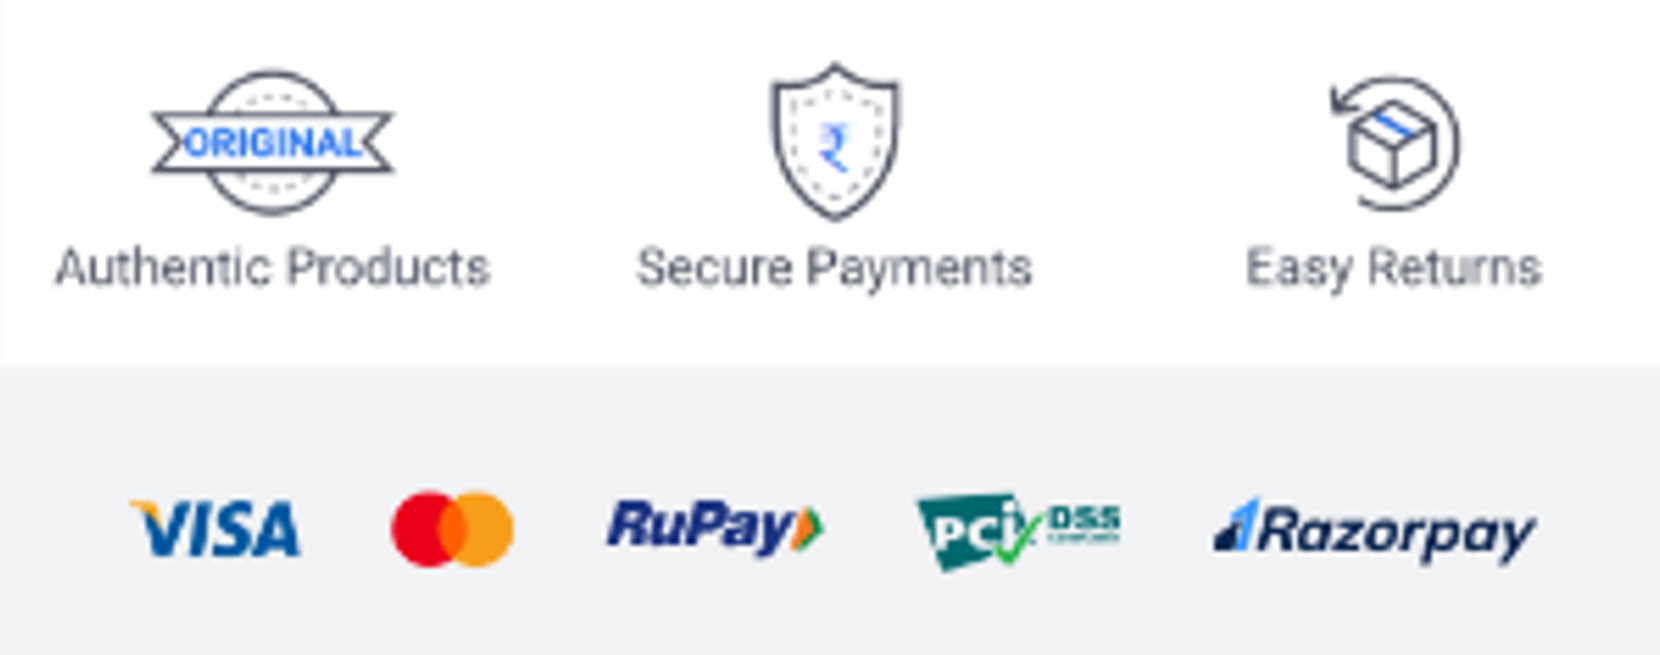 ORIGINAL
₹
Authentic Products
Secure Payments
Easy Returns
VISA
RuPay
PCi DSS
Razorpay